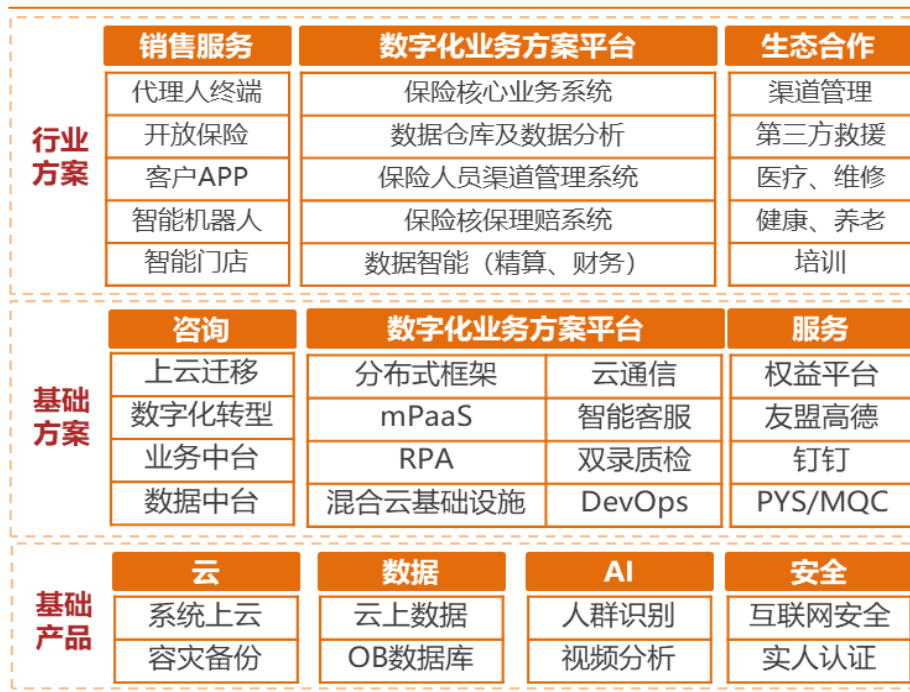 行业
方案
销售服务 数字化业务方案平台 生态合作
代理人终端 保险核心业务系统 渠道管理
开放保险 数据仓库及数据分析 第三方救援
客户APP 保险人员渠道管理系统 医疗、维修
智能机器人 保险核保理赔系统 健康、养老
智能门店 数据智能（精算、财务） 培训
基础
方案
咨询 数字化业务方案平台 服务
上云迁移 分布式框架 云通信 权益平台
数字化转型 mPaaS 智能客服 友盟高德
业务中台 RPA 双录质检 钉钉
数据中台 混合云基础设施 DevOps PYS/MQC
基础
产品
云 数据 AI 安全
系统上云 云上数据 人群识别 互联网安全
容灾备份 OB数据库 视频分析 实人认证